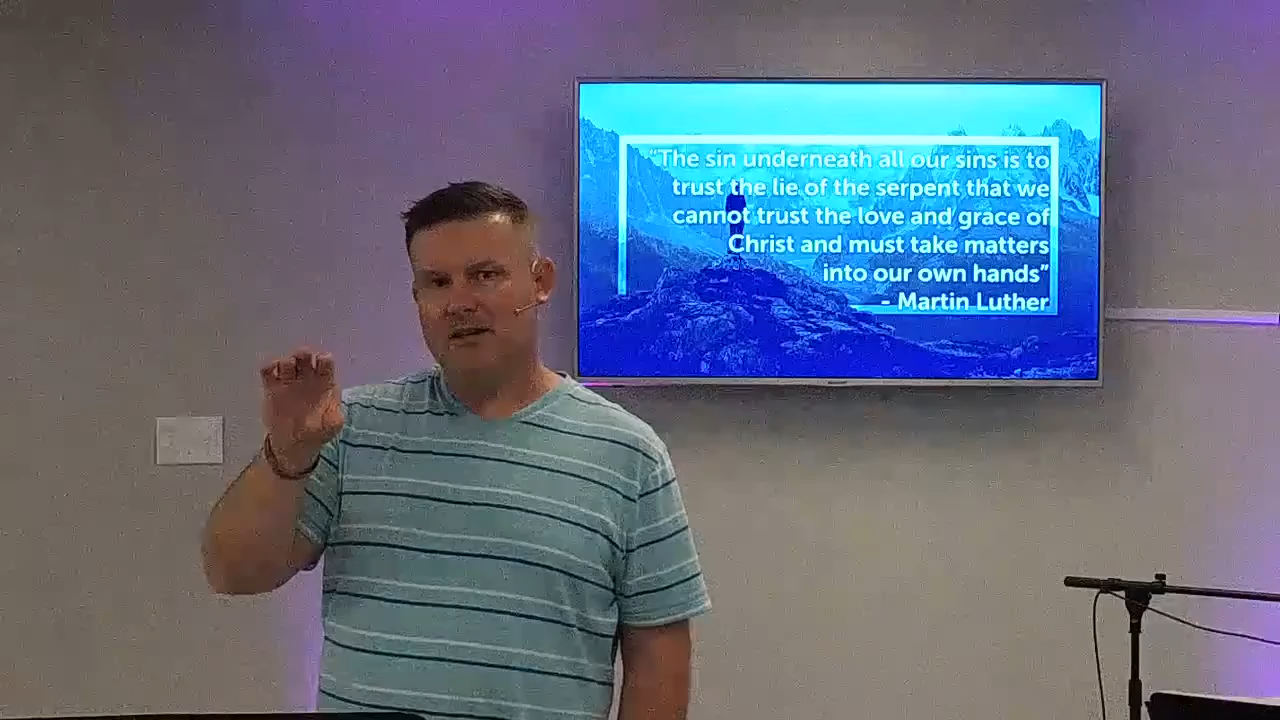 “The sin underneath all our sins is to
trust the lie of the serpent that we
cannot trust the love and grace of
Christ and must take matters
into our own hands”
- Martin Luther